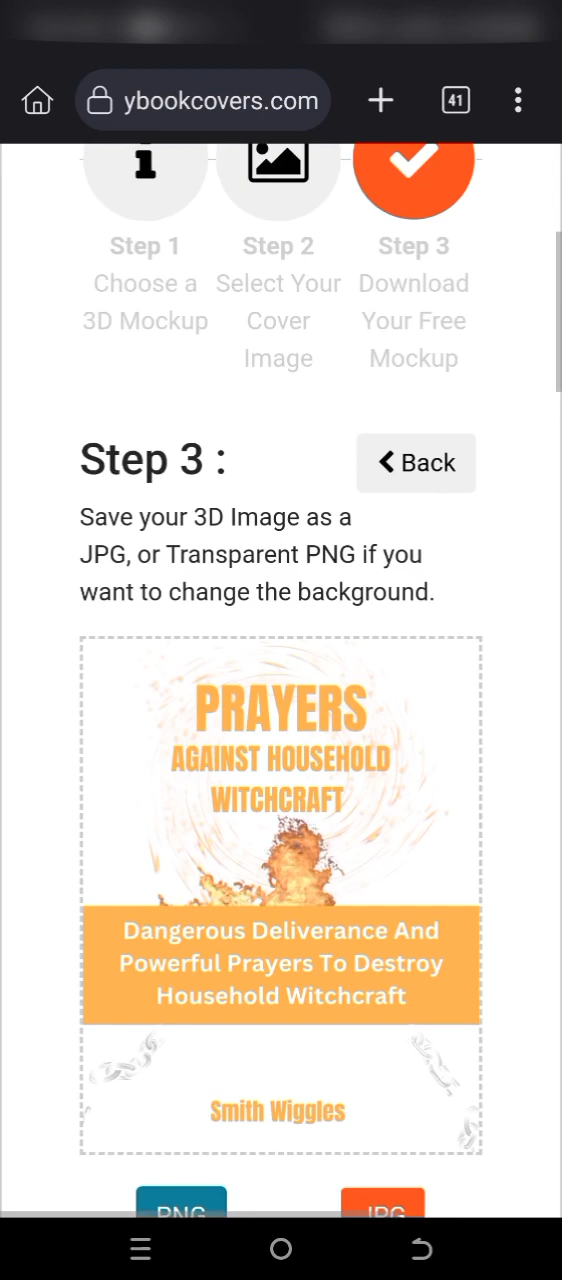 ybookcovers.com
41
Step 1
Step 2
Step 3
Choose a
Select Your
Download
3D Mockup
Cover
Your Free
Image
Mockup
Step 3 :
Back
Save your 3D Image as a
JPG, or Transparent PNG if you
want to change the background.
PRAYERS
AGAINST HOUSEHOLD
WITCHCRAFT
Dangerous Deliverance And
Powerful Prayers To Destroy
Household Witchcraft
Smith Wiggles
PNG
JPG